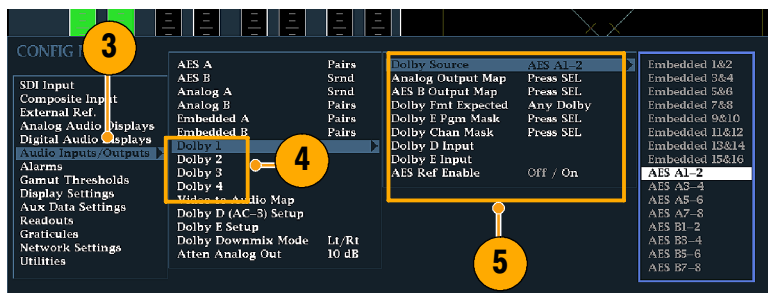 CONFIG
3
SDI Input
Composite Input
External Ref.
Analog Audio Displays
Digital Audio Displays
Audio Inputs/Outputs
Alarms
Gamut Thresholds
Display Settings
Aux Data Settings
Readouts
Graticules
Network Settings
Utilities
AES A Pairs
AES B Srnd
Analog A Srnd
Analog B Pairs
Embedded A Pairs
Embedded B Pairs
Dolby 1
Dolby 2
Dolby 3
Dolby 4
Video to Audio Map
Dolby D (AC-3) Setup
Dolby E Setup
Dolby Downmix Mode Lt/Rt
Atten Analog Out 10 dB
4
Dolby Source AES A1-2
Analog Output Map Press SEL
AES B Output Map Press SEL
Dolby Fmt Expected Any Dolby
Dolby E Pgm Mask Press SEL
Dolby Chan Mask Press SEL
Dolby D Input
Dolby E Input
AES Ref Enable Off / On
5
Embedded 1&2
Embedded 3&4
Embedded 5&6
Embedded 7&8
Embedded 9&10
Embedded 11&12
Embedded 13&14
Embedded 15&16
AES A1-2
AES A3-4
AES A5-6
AES A7-8
AES B1-2
AES B3-4
AES B5-6
AES B7-8